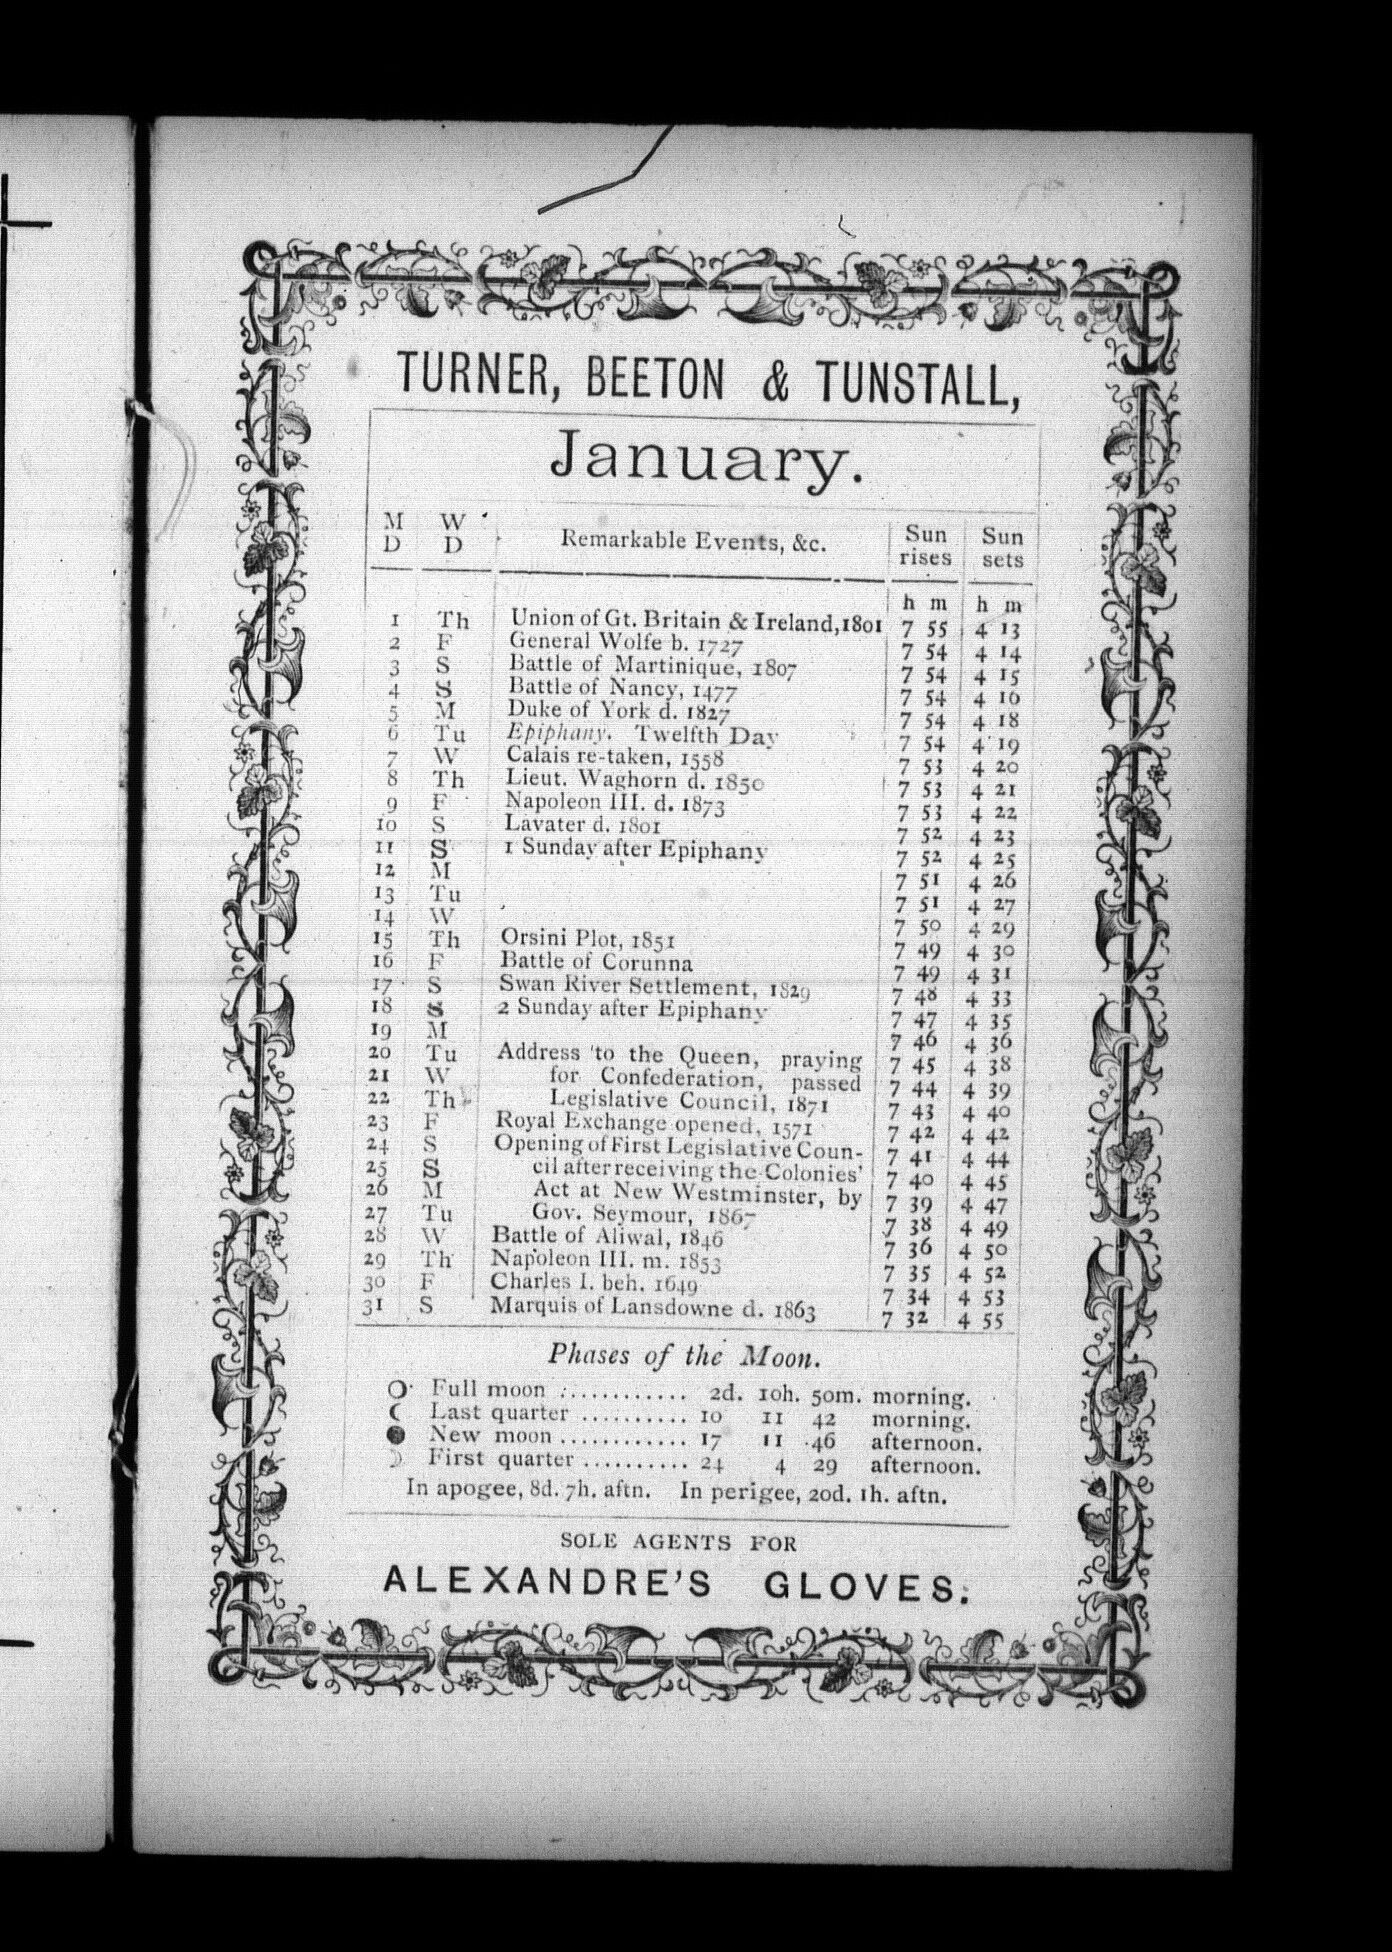 TURNER, BEETON & TUNSTALL,
January.
M D W D Remarkable Events, &c. Sun rises Sun sets
h m h m
1 Th Union of Gt. Britain & Ireland, 1801 7 55 4 13
2 F General Wolfe b. 1727 7 54 4 14
3 S Battle of Martinique, 1807 7 54 4 15
4 S Battle of Nancy, 1477 7 54 4 16
5 M Duke of York d. 1827 7 54 4 18
6 Tu Epiphany. Twelfth Day 7 54 4 19
7 W Calais re-taken, 1558 7 53 4 20
8 Th Lieut. Waghorn d. 1850 7 53 4 21
9 F Napoleon III. d. 1873 7 53 4 22
10 S Lavater d. 1801 7 52 4 23
11 S 1 Sunday after Epiphany 7 52 4 25
12 M 7 51 4 26
13 Tu 7 51 4 27
14 W 7 50 4 29
15 Th Orsini Plot, 1851 7 49 4 30
16 F Battle of Corunna 7 49 4 31
17 S Swan River Settlement, 1829 7 48 4 33
18 S 2 Sunday after Epiphany 7 47 4 35
19 M 7 46 4 36
20 Tu Address to the Queen, praying 7 45 4 38
21 W for Confederation, passed 7 44 4 39
22 Th Legislative Council, 1871 7 43 4 40
23 F Royal Exchange opened, 1571 7 42 4 42
24 S Opening of First Legislative Coun- 7 41 4 44
25 S cil after receiving the Colonies' 7 40 4 45
26 M Act at New Westminster, by 7 39 4 47
27 Tu Gov. Seymour, 1867 7 38 4 49
28 W Battle of Aliwal, 1846 7 36 4 50
29 Th Napoleon III. m. 1853 7 35 4 52
30 F Charles I. beh. 1649 7 34 4 53
31 S Marquis of Lansdowne d. 1863 7 32 4 55
Phases of the Moon.
Full moon ............ 2d. 10h. 50m. morning.
Last quarter .......... 10 11 42 morning.
New moon ............ 17 11 46 afternoon.
First quarter .......... 24 4 29 afternoon.
In apogee, 8d. 7h. aftn. In perigee, 20d. 1h. aftn.
SOLE AGENTS FOR
ALEXANDRE'S GLOVES.